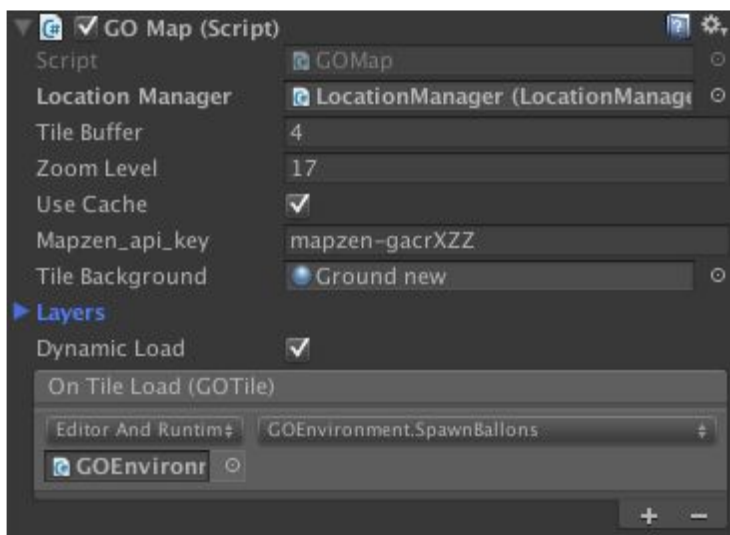 GO Map (Script)
Script GOMap
Location Manager LocationManager (LocationManage
Tile Buffer 4
Zoom Level 17
Use Cache
Mapzen_api_key mapzen-gacrXZZ
Tile Background Ground new
Layers
Dynamic Load
On Tile Load (GOTile)
Editor And Runtim GOEnvironment.SpawnBallons
GOEnvironr